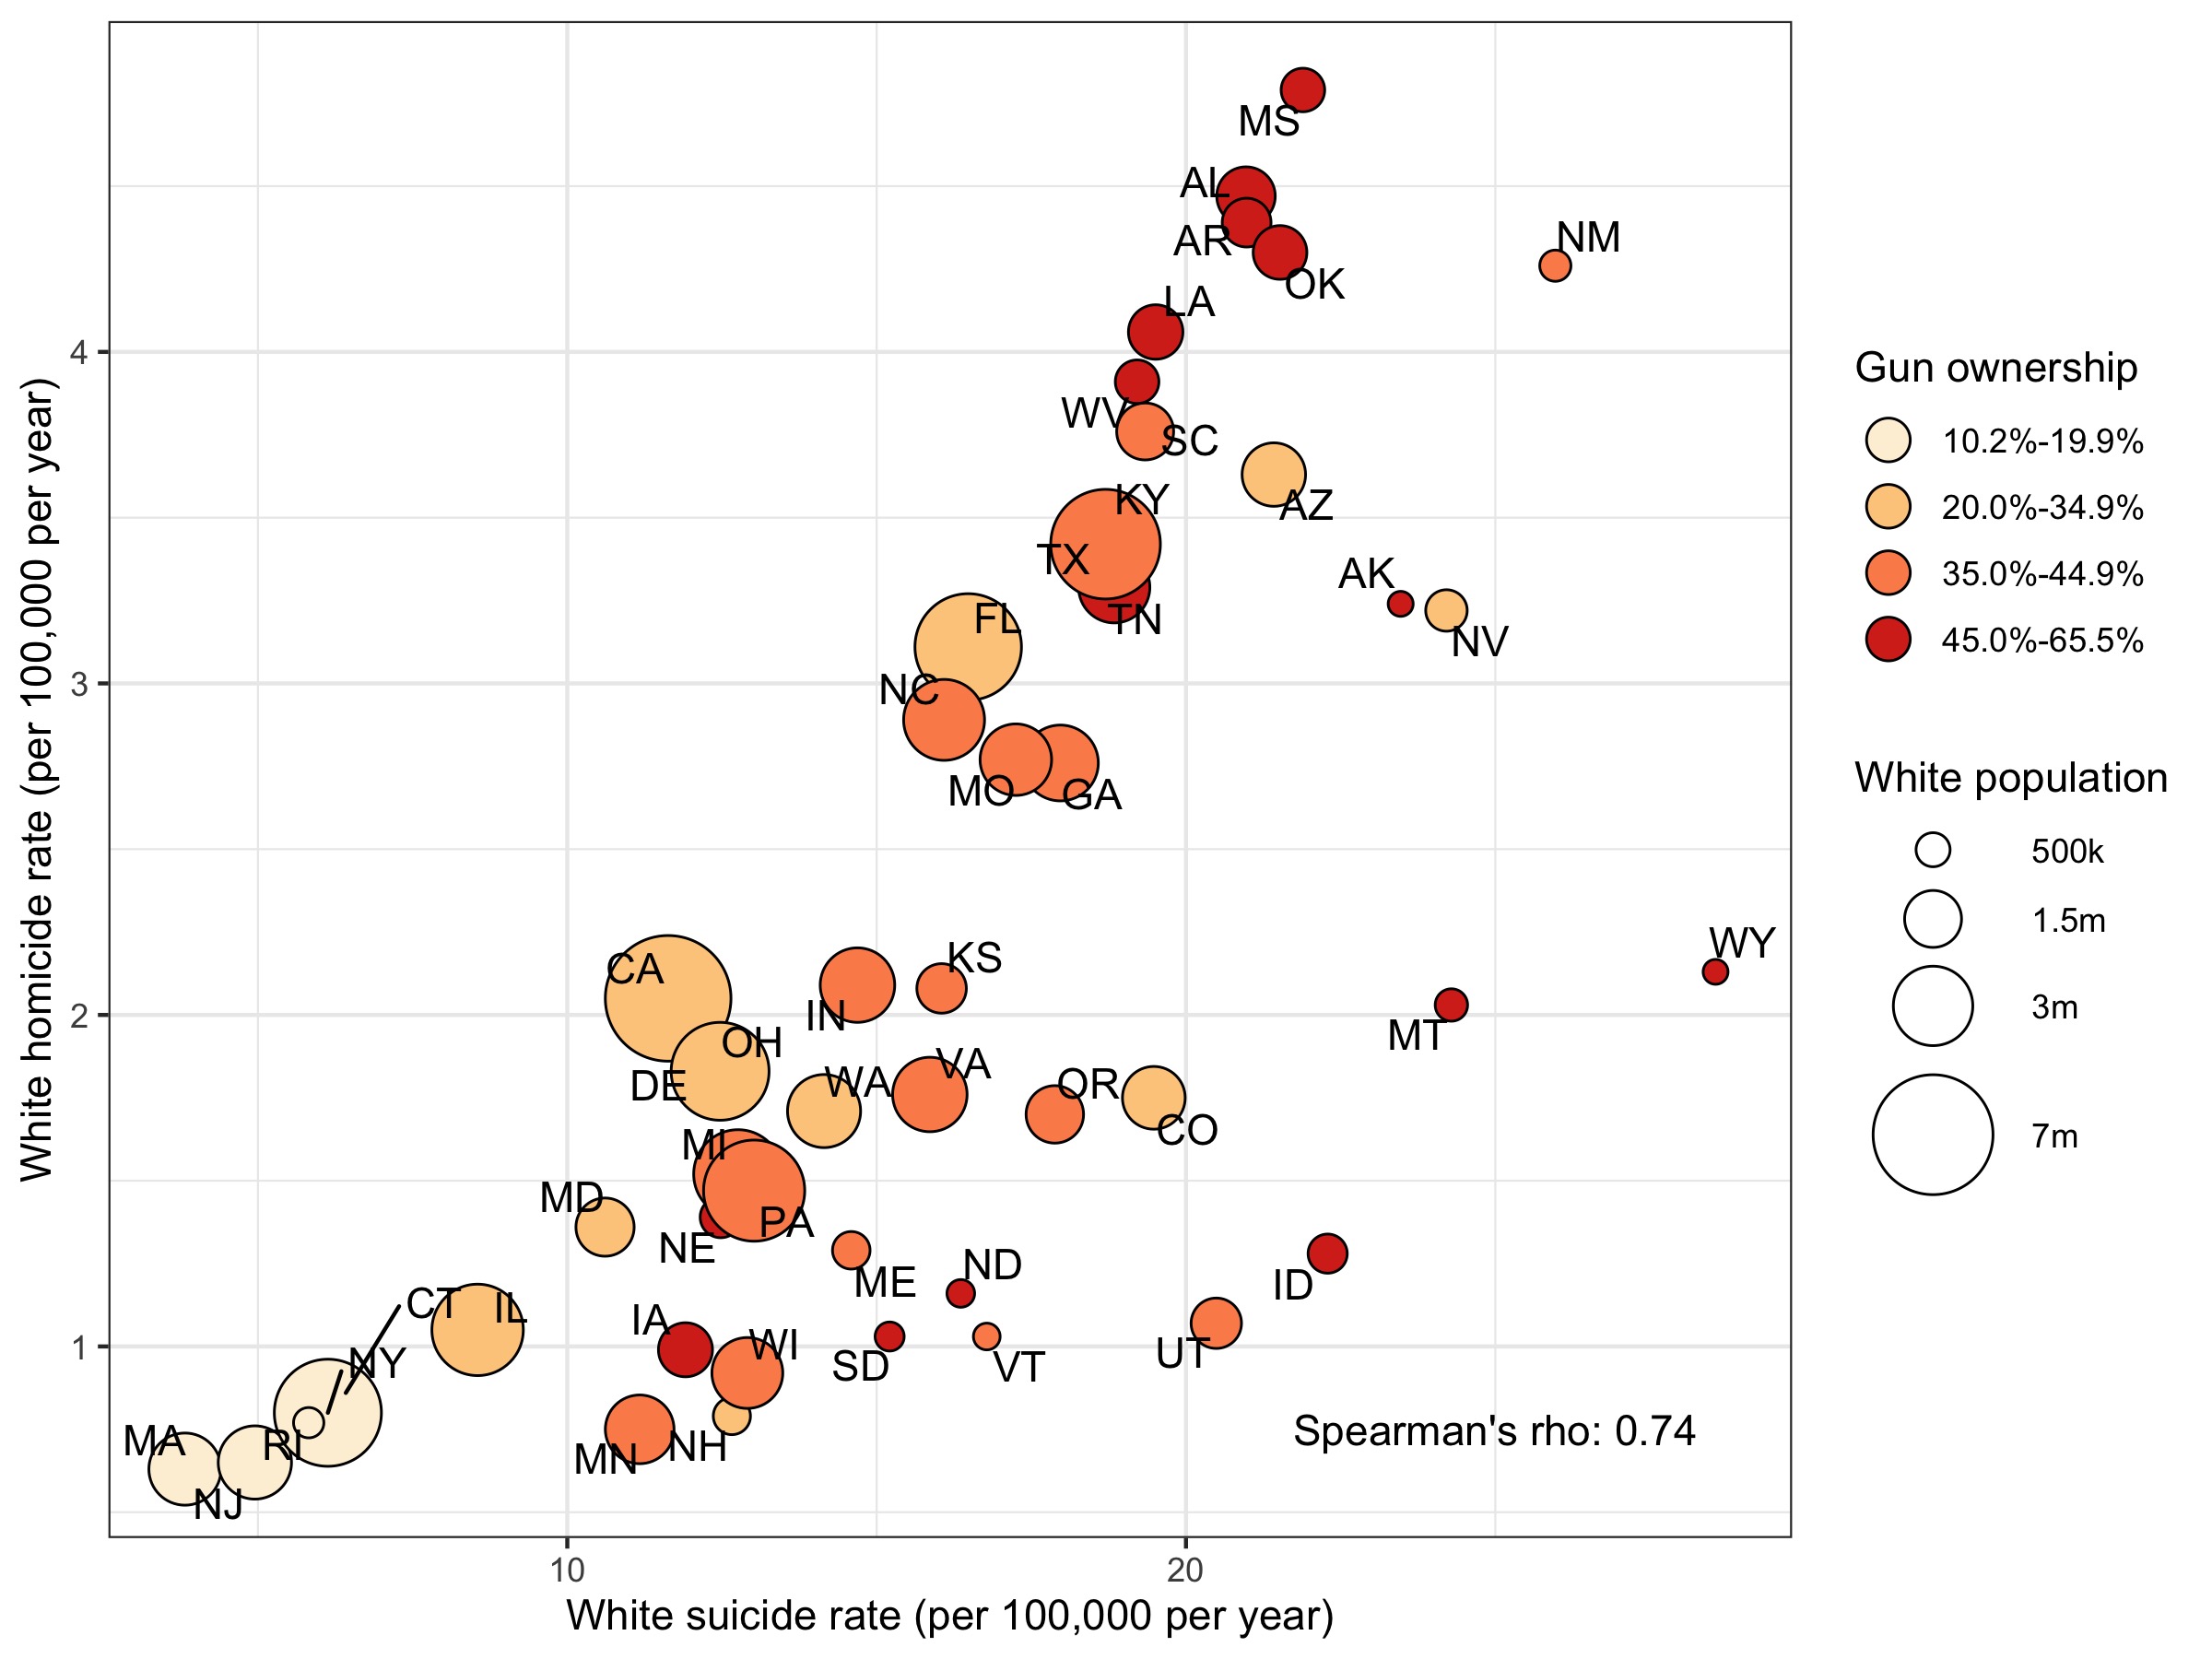 MS
AL
AR
NM
OK
LA
WV
SC
AZ
KY
TX
AK
TN
NV
FL
NC
MO
GA
WY
KS
CA
IN
MT
OH
DE
WA
VA
OR
CO
MI
MD
PA
NE
ND
ME
ID
CT
IL
IA
WI
SD
VT
UT
NY
MA
RI
NJ
MN
NH
Spearman's rho: 0.74
4
3
2
1
White homicide rate (per 100,000 per year)
10
20
White suicide rate (per 100,000 per year)
Gun ownership
10.2%-19.9%
20.0%-34.9%
35.0%-44.9%
45.0%-65.5%
White population
500k
1.5m
3m
7m